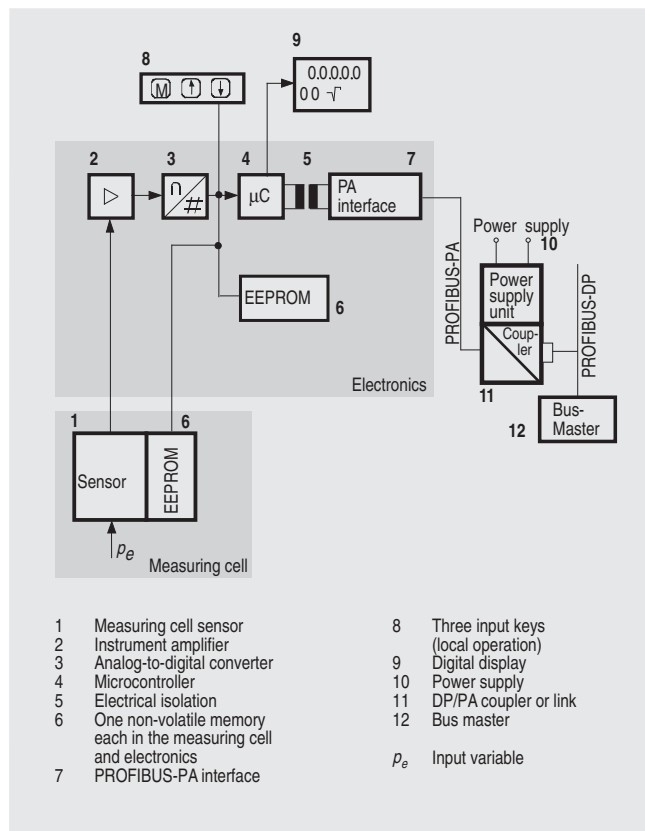 9
8
0.0.0.0.0
0 0 √
M ↑ ↓
2 3 4 5 7
∩ / #
µC
PA
interface
Power supply
10
EEPROM
6
PROFIBUS-PA
Power
supply
unit
Coup-
ler
PROFIBUS-DP
Electronics
11
Bus-
Master
12
1 6
Sensor
EEPROM
pe
Measuring cell
1 Measuring cell sensor
2 Instrument amplifier
3 Analog-to-digital converter
4 Microcontroller
5 Electrical isolation
6 One non-volatile memory
each in the measuring cell
and electronics
7 PROFIBUS-PA interface
8 Three input keys
(local operation)
9 Digital display
10 Power supply
11 DP/PA coupler or link
12 Bus master
pe Input variable